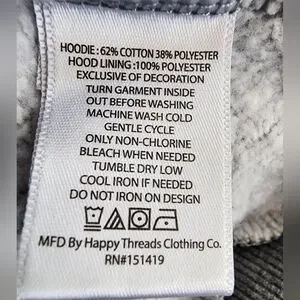 HOODIE : 62% COTTON 38% POLYESTER
HOOD LINING : 100% POLYESTER
EXCLUSIVE OF DECORATION
TURN GARMENT INSIDE
OUT BEFORE WASHING
MACHINE WASH COLD
GENTLE CYCLE
ONLY NON-CHLORINE
BLEACH WHEN NEEDED
TUMBLE DRY LOW
COOL IRON IF NEEDED
DO NOT IRON ON DESIGN
MFD By Happy Threads Clothing Co.
RN#151419